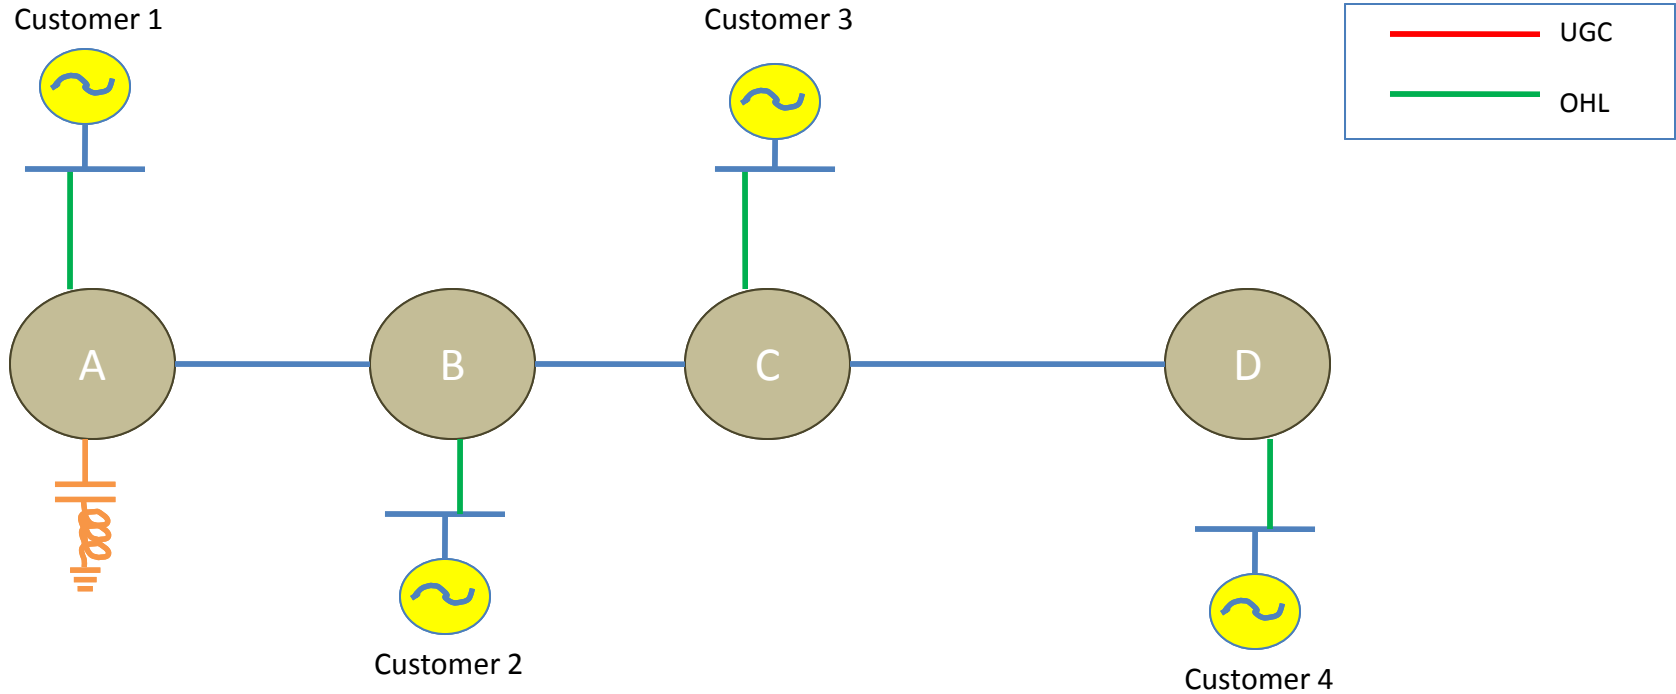 Customer 1
Customer 3
UGC
OHL
A
B
C
D
Customer 2
Customer 4